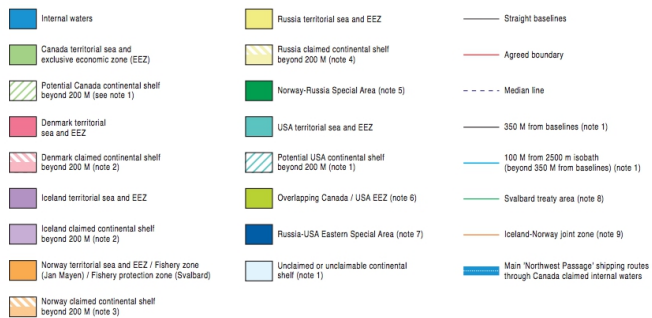 Internal waters
Canada territorial sea and
exclusive economic zone (EEZ)
Potential Canada continental shelf
beyond 200 M (see note 1)
Denmark territorial
sea and EEZ
Denmark claimed continental shelf
beyond 200 M (note 2)
Iceland territorial sea and EEZ
Iceland claimed continental shelf
beyond 200 M (note 2)
Norway territorial sea and EEZ / Fishery zone
(Jan Mayen) / Fishery protection zone (Svalbard)
Norway claimed continental shelf
beyond 200 M (note 3)
Russia territorial sea and EEZ
Russia claimed continental shelf
beyond 200 M (note 4)
Norway-Russia Special Area (note 5)
USA territorial sea and EEZ
Potential USA continental shelf
beyond 200 M (note 1)
Overlapping Canada / USA EEZ (note 6)
Russia-USA Eastern Special Area (note 7)
Unclaimed or unclaimable continental
shelf (note 1)
Straight baselines
Agreed boundary
Median line
350 M from baselines (note 1)
100 M from 2500 m isobath
(beyond 350 M from baselines) (note 1)
Svalbard treaty area (note 8)
Iceland-Norway joint zone (note 9)
Main 'Northwest Passage' shipping routes
through Canada claimed internal waters